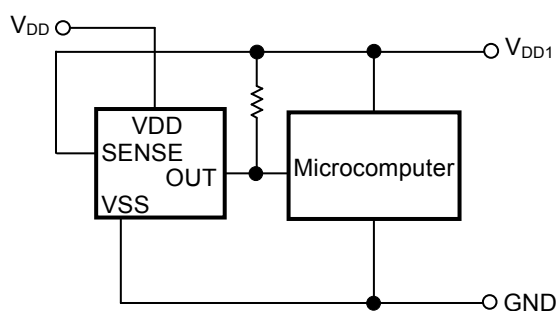 VDD
VDD1
VDD
SENSE
OUT
Microcomputer
VSS
GND